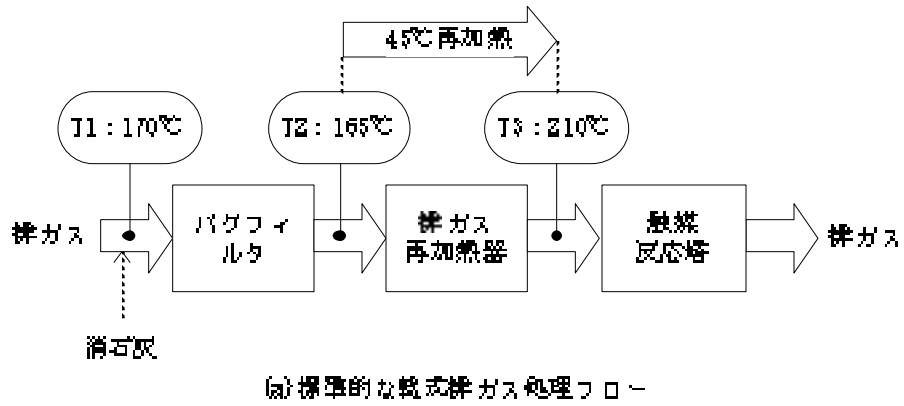 45℃再加熱
T1：170℃
T2：165℃
T3：210℃
排ガス
バグフィ
ルタ
排ガス
再加熱器
触媒
反応塔
排ガス
消石灰
(a)標準的な乾式排ガス処理フロー